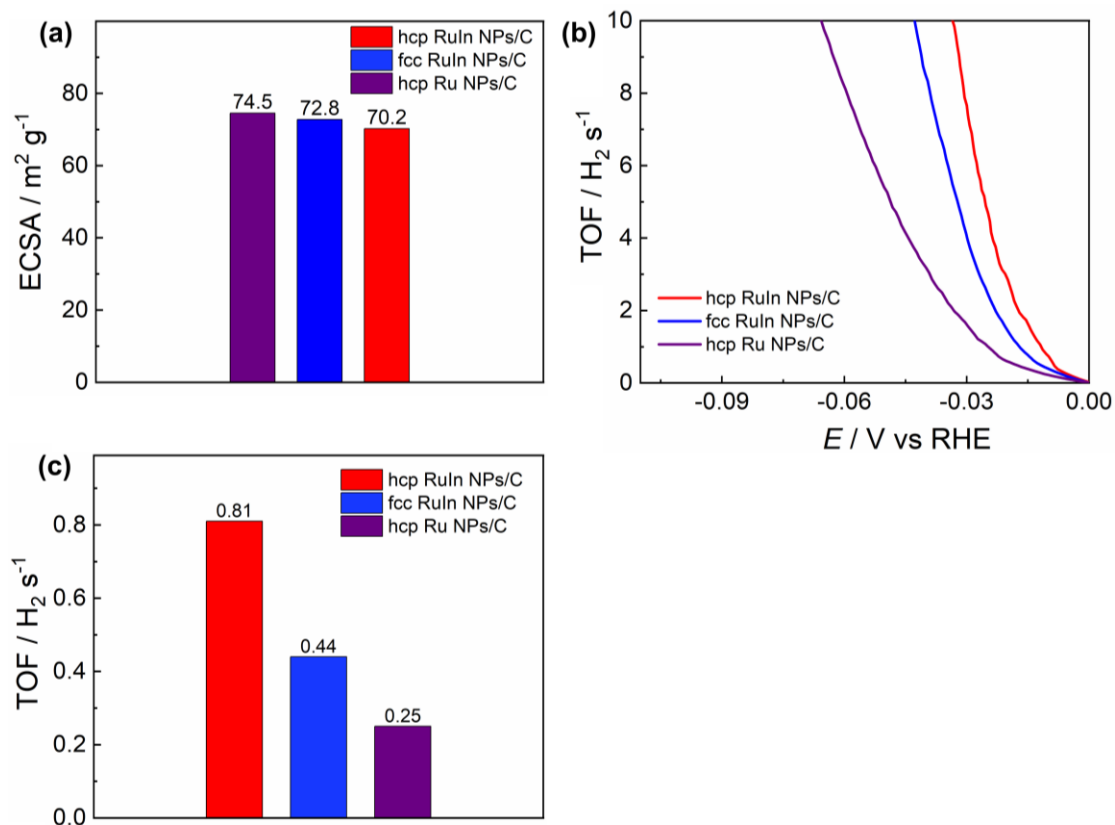 (a)
hcp RuIn NPs/C
fcc RuIn NPs/C
hcp Ru NPs/C
74.5
72.8
70.2
80
60
40
20
0
ECSA / m² g⁻¹
(b)
10
8
6
4
2
0
TOF / H₂ s⁻¹
hcp RuIn NPs/C
fcc RuIn NPs/C
hcp Ru NPs/C
-0.09
-0.06
-0.03
0.00
E / V vs RHE
(c)
hcp RuIn NPs/C
fcc RuIn NPs/C
hcp Ru NPs/C
0.81
0.44
0.25
0.8
0.6
0.4
0.2
0.0
TOF / H₂ s⁻¹